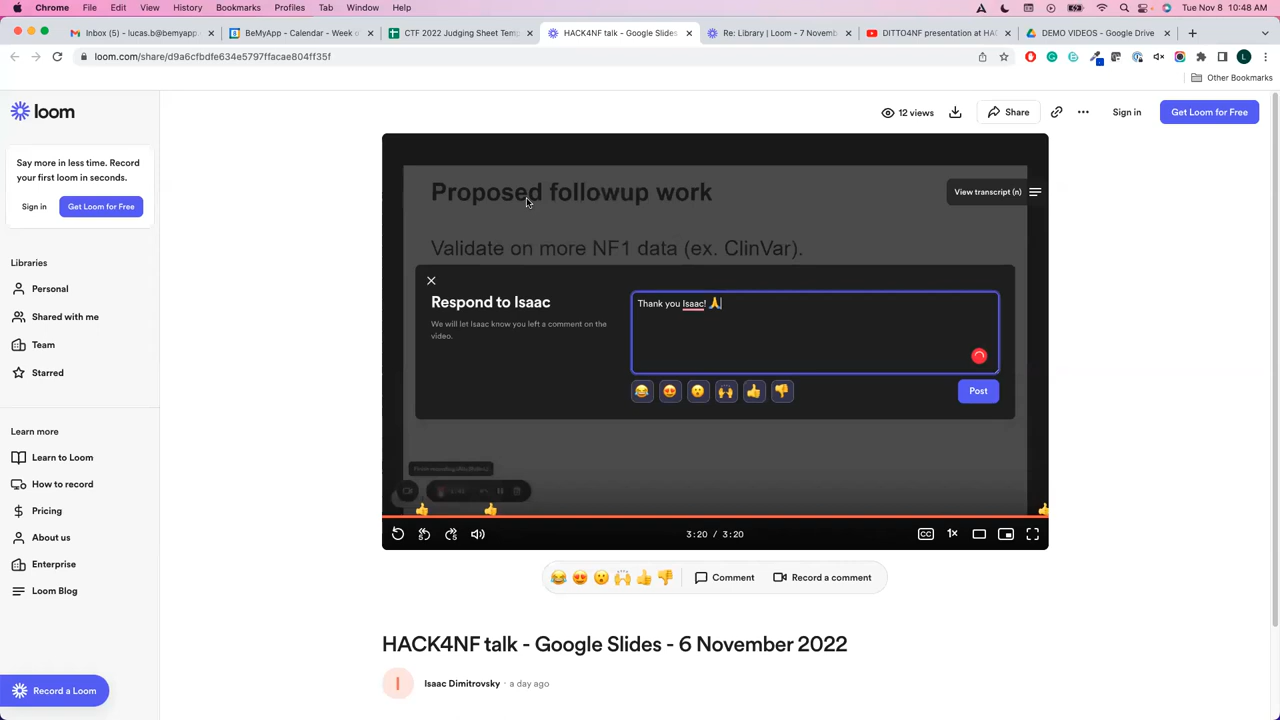 Chrome File Edit View History Bookmarks Profiles Tab Window Help
Tue Nov 8 10:48 AM
Inbox (5) - lucas.b@bemyapp.c
BeMyApp - Calendar - Week o
CTF 2022 Judging Sheet Temp
HACK4NF talk - Google Slides
Re: Library | Loom - 7 Novemb
DITTO4NF presentation at HAC
DEMO VIDEOS - Google Drive
loom.com/share/d9a6cfbdfe634e5797ffacae804ff35f
Other Bookmarks
loom
12 views
Share
Sign in
Get Loom for Free
Say more in less time. Record
your first loom in seconds.
Sign in
Get Loom for Free
Libraries
Personal
Shared with me
Team
Starred
Learn more
Learn to Loom
How to record
Pricing
About us
Enterprise
Loom Blog
Record a Loom
Proposed followup work
View transcript (n)
Validate on more NF1 data (ex. ClinVar).
Respond to Isaac
We will let Isaac know you left a comment on the
video.
Thank you Isaac! 🙏
Post
3:20 / 3:20
CC
1×
Comment
Record a comment
HACK4NF talk - Google Slides - 6 November 2022
I
Isaac Dimitrovsky · a day ago